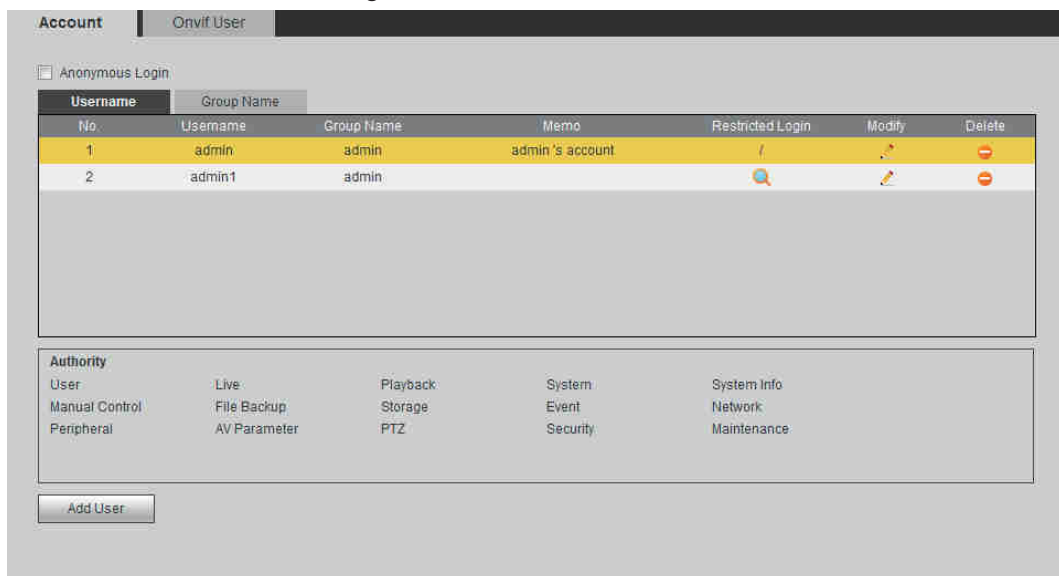 Account Onvif User
Anonymous Login
Username Group Name
No. Username Group Name Memo Restricted Login Modify Delete
1 admin admin admin 's account /
2 admin1 admin
Authority
User Live Playback System System Info
Manual Control File Backup Storage Event Network
Peripheral AV Parameter PTZ Security Maintenance
Add User